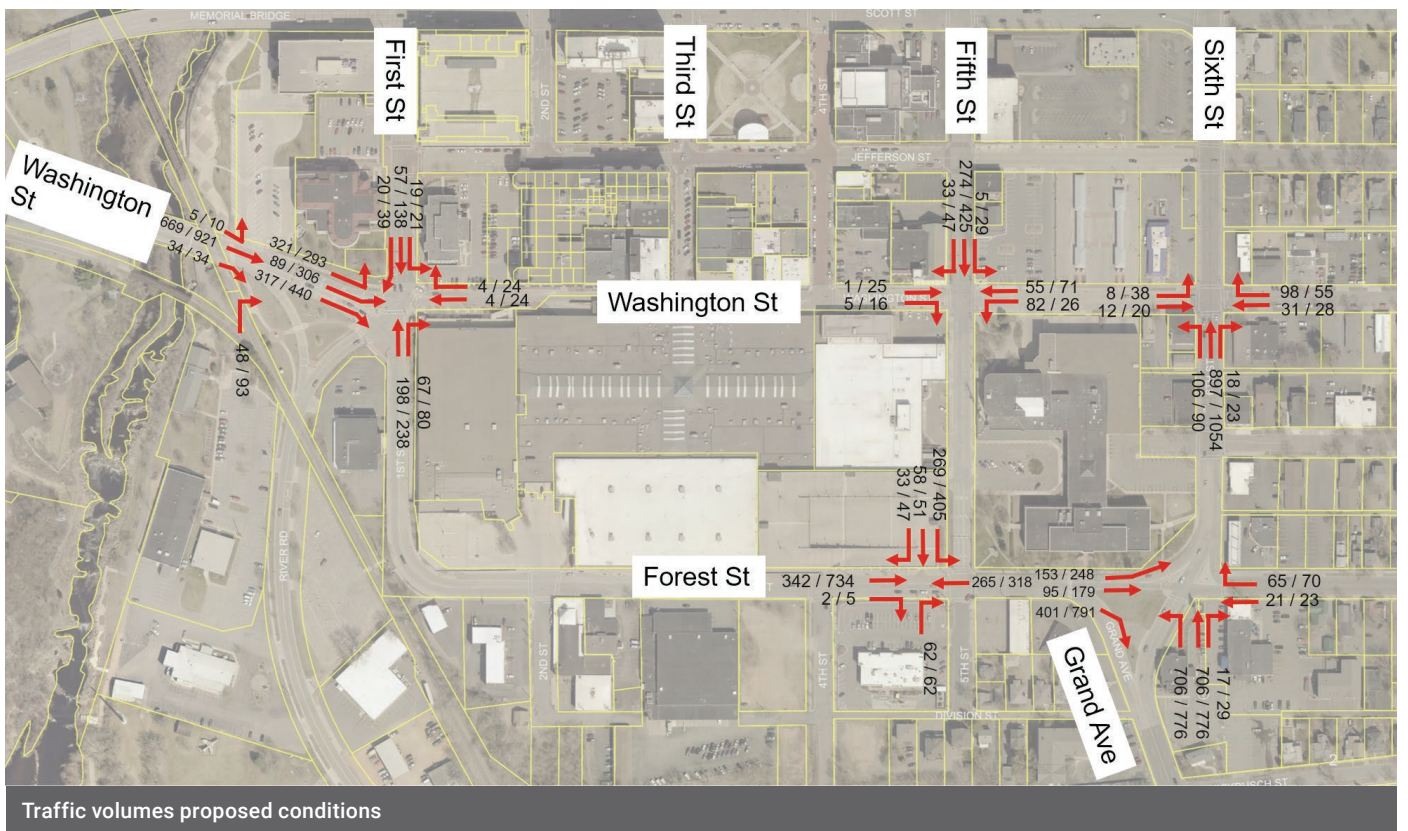 MEMORIAL BRIDGE
SCOTT ST
First St
2ND ST
Third St
4TH ST
Fifth St
Sixth St
JEFFERSON ST
Washington
St
5 / 10
669 / 921
34 / 34
48 / 93
321 / 293
89 / 306
317 / 440
19 / 21
57 / 138
20 / 39
4 / 24
4 / 24
67 / 80
198 / 238
1ST ST
Washington St
1 / 25
5 / 16
5 / 29
274 / 425
33 / 47
55 / 71
82 / 26
8 / 38
12 / 20
98 / 55
31 / 28
18 / 23
897 / 1054
106 / 90
269 / 405
58 / 51
33 / 47
RIVER RD
Forest St
342 / 734
2 / 5
265 / 318
62 / 62
153 / 248
95 / 179
401 / 791
65 / 70
21 / 23
17 / 29
706 / 776
706 / 776
GRAND AVE
Grand Ave
2ND ST
4TH ST
5TH ST
DIVISION ST
2
Traffic volumes proposed conditions